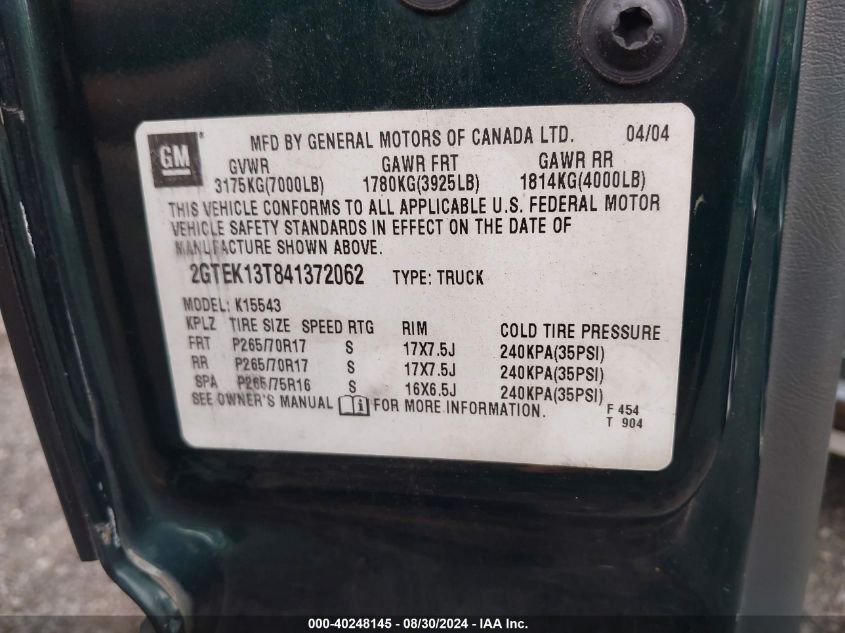 GM
MFD BY GENERAL MOTORS OF CANADA LTD. 04/04
GVWR GAWR FRT GAWR RR
3175KG(7000LB) 1780KG(3925LB) 1814KG(4000LB)
THIS VEHICLE CONFORMS TO ALL APPLICABLE U.S. FEDERAL MOTOR
VEHICLE SAFETY STANDARDS IN EFFECT ON THE DATE OF
MANUFACTURE SHOWN ABOVE.
2GTEK13T841372062 TYPE: TRUCK
MODEL: K15543
KPLZ TIRE SIZE SPEED RTG RIM COLD TIRE PRESSURE
FRT P265/70R17 S 17X7.5J 240KPA(35PSI)
RR P265/70R17 S 17X7.5J 240KPA(35PSI)
SPA P265/75R16 S 16X6.5J 240KPA(35PSI)
SEE OWNER'S MANUAL i FOR MORE INFORMATION.
F 454
T 904
000-40248145 - 08/30/2024 - IAA Inc.